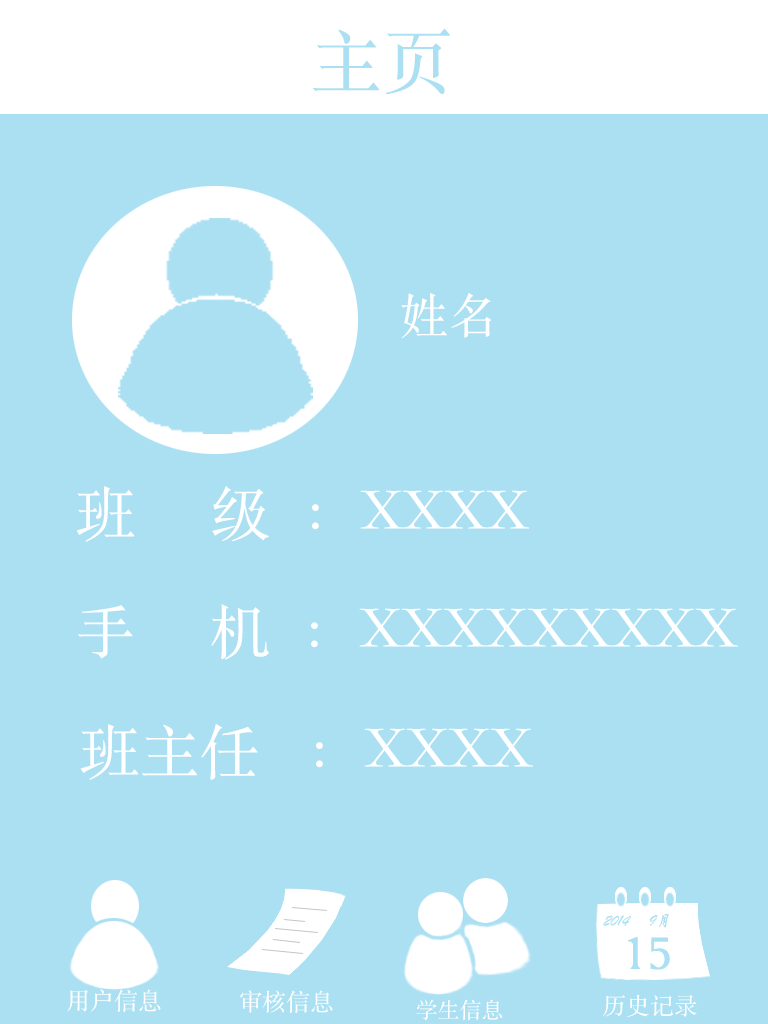 主页
姓名
班 级 : XXXX
手 机 : XXXXXXXXX
班主任 : XXXX
2014 9月
15
用户信息
审核信息
学生信息
历史记录